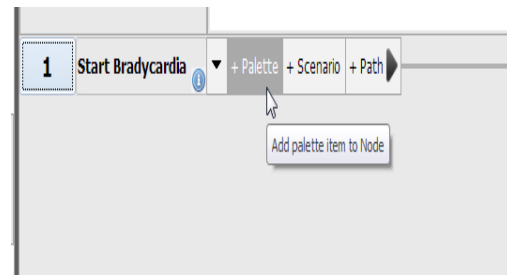 1 Start Bradycardia i + Palette + Scenario + Path
Add palette item to Node